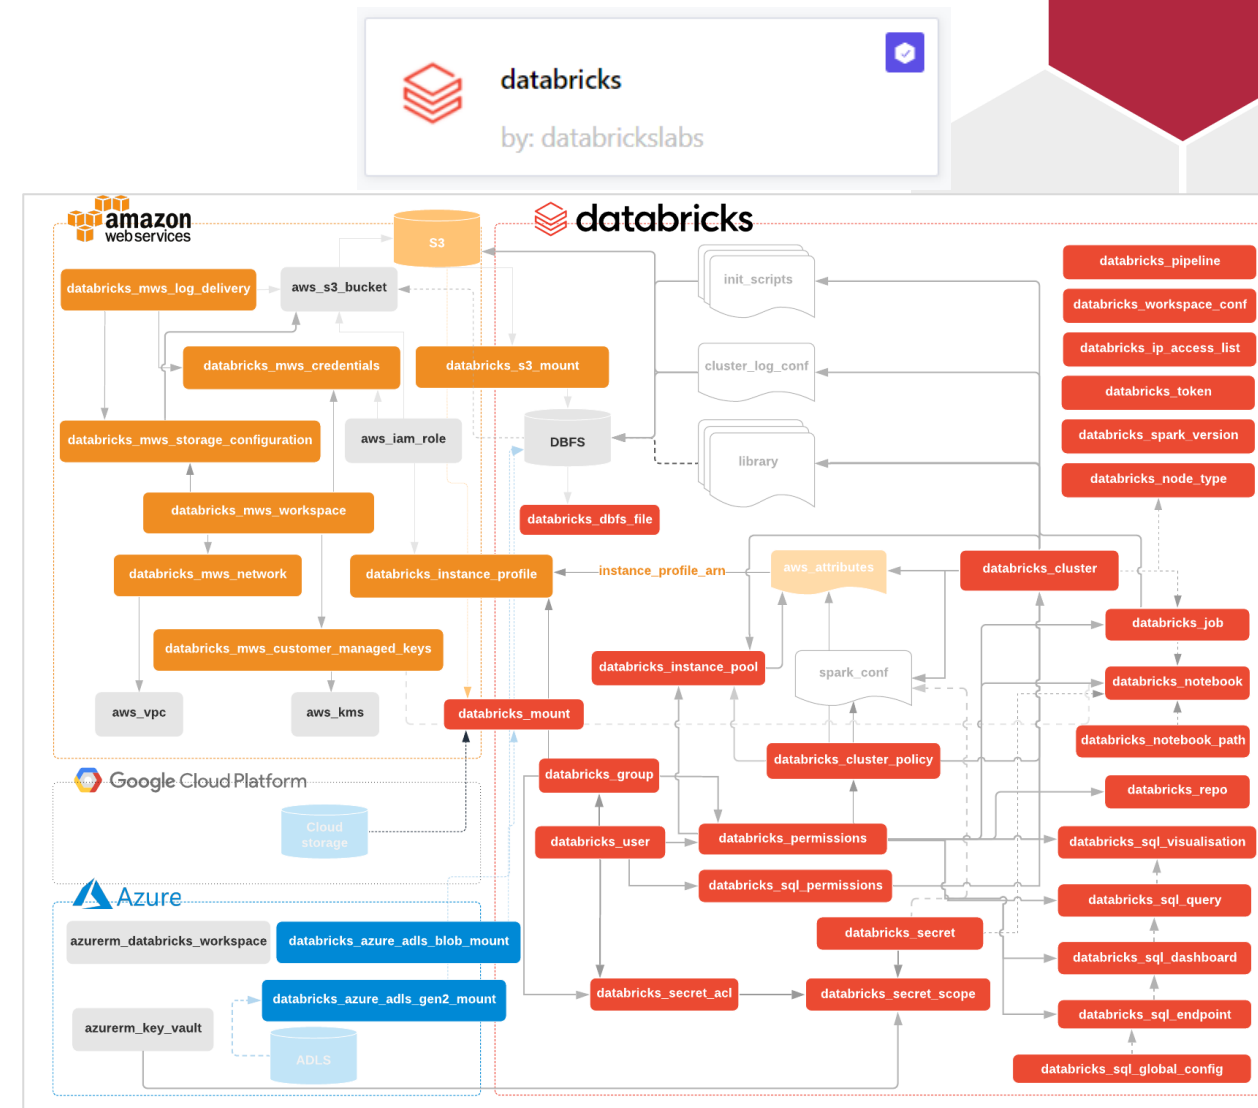 databricks
by: databrickslabs
amazon
web services
databricks
S3
databricks_mws_log_delivery
aws_s3_bucket
init_scripts
databricks_pipeline
databricks_workspace_conf
databricks_ip_access_list
databricks_mws_credentials
databricks_s3_mount
cluster_log_conf
databricks_token
databricks_mws_storage_configuration
aws_iam_role
DBFS
library
databricks_spark_version
databricks_node_type
databricks_mws_workspace
databricks_dbfs_file
databricks_mws_network
databricks_instance_profile
instance_profile_arn
aws_attributes
databricks_cluster
databricks_job
databricks_mws_customer_managed_keys
databricks_instance_pool
spark_conf
databricks_notebook
aws_vpc
aws_kms
databricks_mount
databricks_notebook_path
databricks_cluster_policy
Google Cloud Platform
databricks_group
databricks_repo
Cloud
storage
databricks_user
databricks_permissions
databricks_sql_visualisation
databricks_sql_permissions
Azure
databricks_sql_query
azurerm_databricks_workspace
databricks_azure_adls_blob_mount
databricks_secret
databricks_sql_dashboard
databricks_azure_adls_gen2_mount
databricks_secret_acl
databricks_secret_scope
databricks_sql_endpoint
azurerm_key_vault
ADLS
databricks_sql_global_config